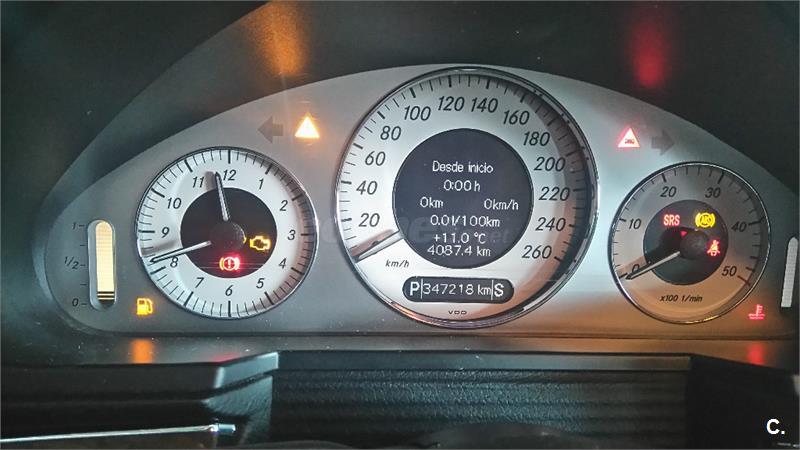 100 120 140 160
80 180
60 200
40 220
20 240
260
km/h
Desde inicio
0:00 h
0km 0km/h
0.0l/100km
+11.0 °C
4087.4 km
P 347218 km S
VDO
11 12 1
10 2
9 3
8 4
7 6 5
1
1/2
0
10 20 30
40
50
0
SRS ABS
x100 1/min
C.